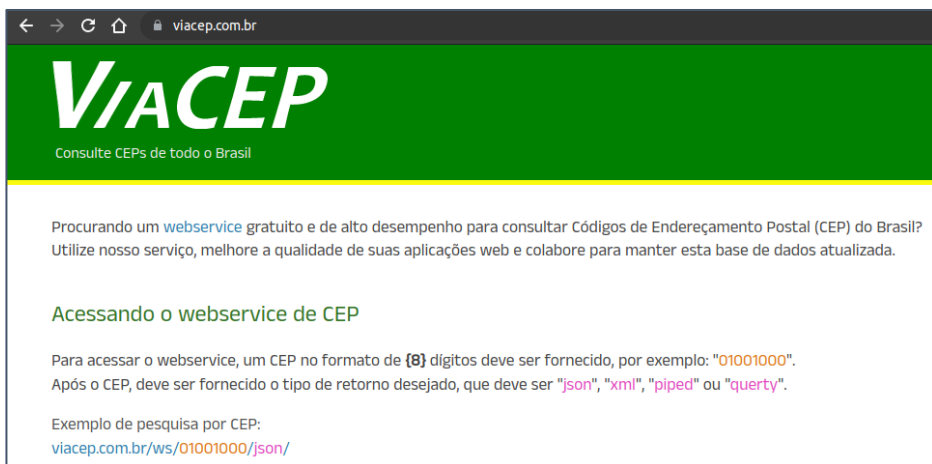 viacep.com.br
VIACEP
Consulte CEPs de todo o Brasil
Procurando um webservice gratuito e de alto desempenho para consultar Códigos de Endereçamento Postal (CEP) do Brasil?
Utilize nosso serviço, melhore a qualidade de suas aplicações web e colabore para manter esta base de dados atualizada.
Acessando o webservice de CEP
Para acessar o webservice, um CEP no formato de {8} dígitos deve ser fornecido, por exemplo: "01001000".
Após o CEP, deve ser fornecido o tipo de retorno desejado, que deve ser "json", "xml", "piped" ou "querty".
Exemplo de pesquisa por CEP:
viacep.com.br/ws/01001000/json/